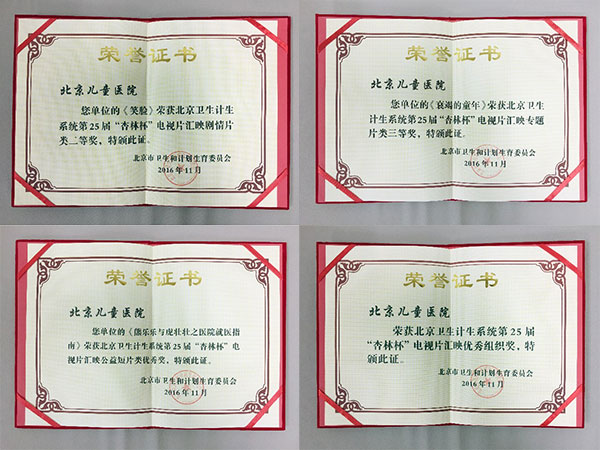 荣誉证书
北京儿童医院
您单位的《笑脸》荣获北京卫生计生
系统第25届“杏林杯”电视片汇映剧情片
类二等奖，特颁此证。
北京市卫生和计划生育委员会
2016年11月
荣誉证书
北京儿童医院
您单位的《衰竭的童年》荣获北京卫生
计生系统第25届“杏林杯”电视片汇映专题
片类三等奖，特颁此证。
北京市卫生和计划生育委员会
2016年11月
荣誉证书
北京儿童医院
您单位的《熊乐乐与虎壮壮之医院就医指
南》荣获北京卫生计生系统第25届“杏林杯”电
视片汇映公益短片类优秀奖，特颁此证。
北京市卫生和计划生育委员会
2016年11月
荣誉证书
北京儿童医院
荣获北京卫生计生系统第25届
“杏林杯”电视片汇映优秀组织奖，特
颁此证。
北京市卫生和计划生育委员会
2016年11月